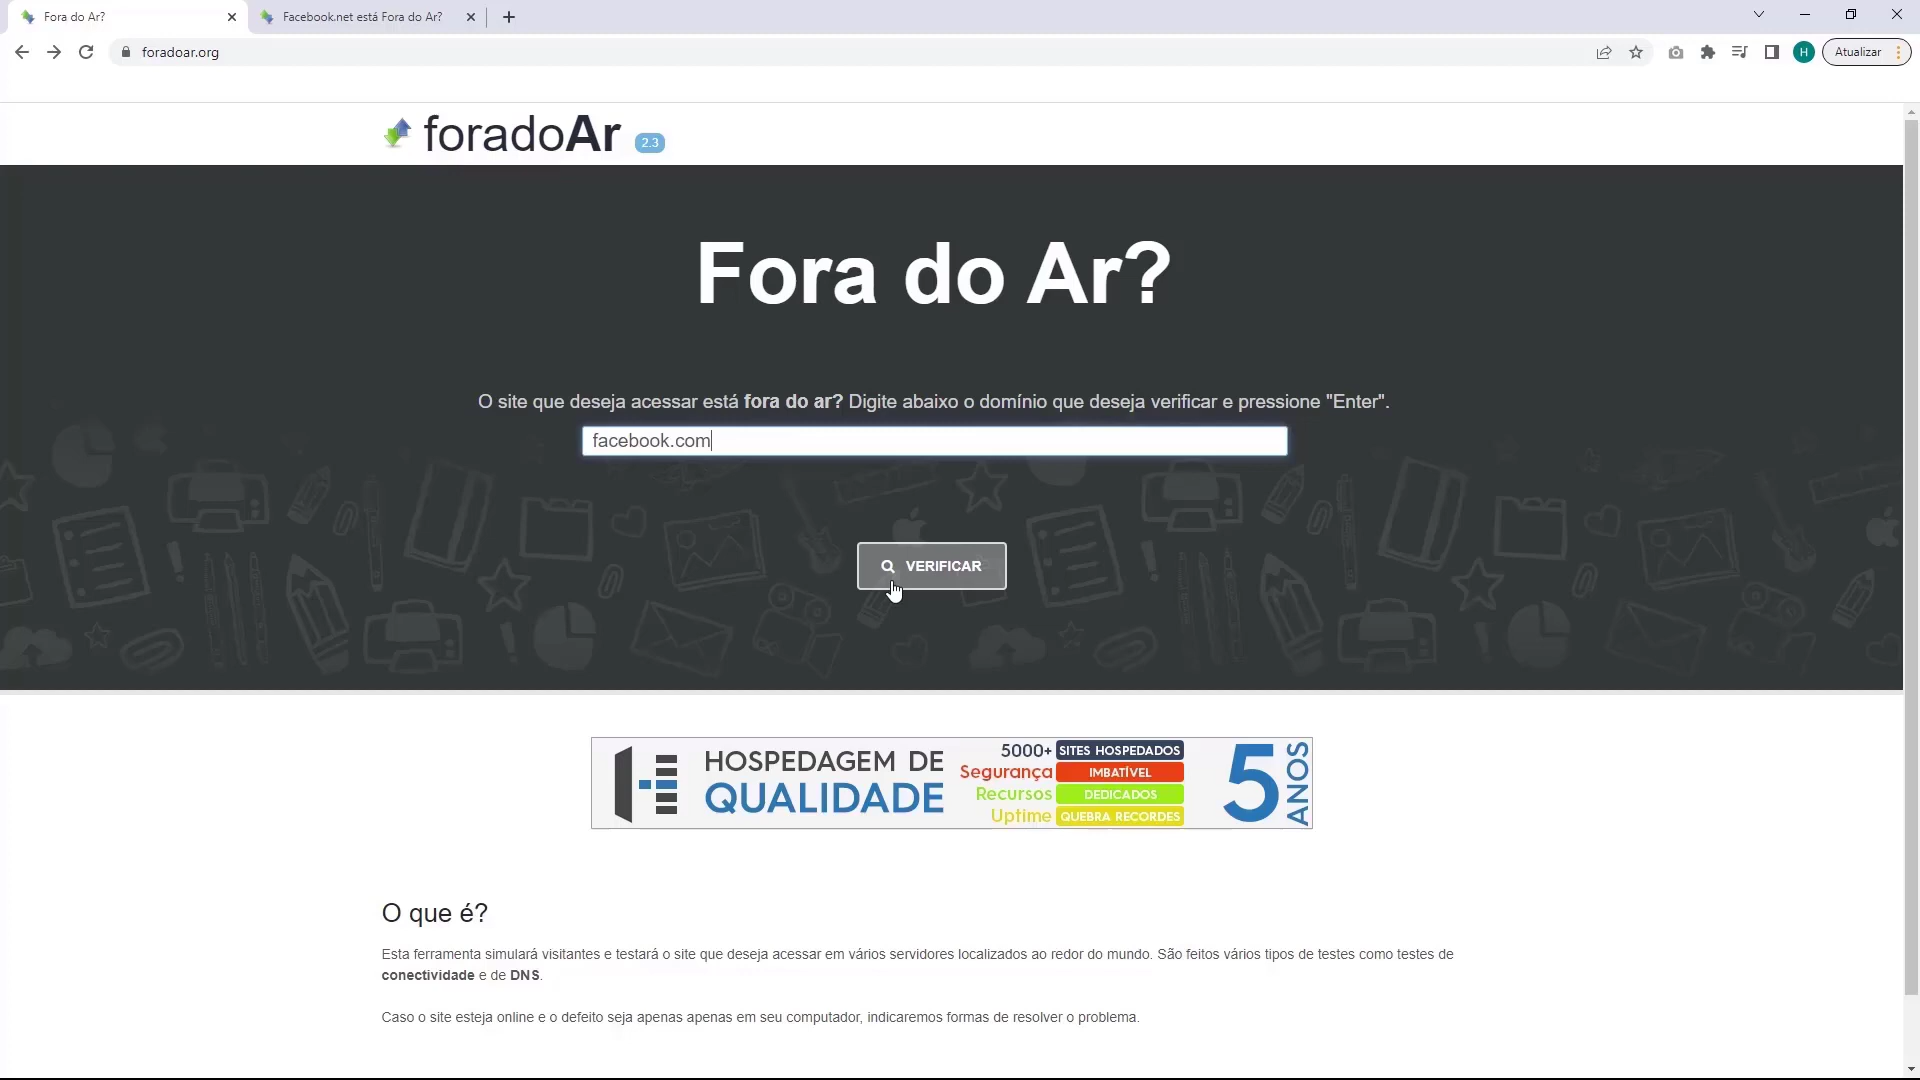 Fora do Ar?
Facebook.net está Fora do Ar?
foradoar.org
H
Atualizar
foradoAr 2.3
Fora do Ar?
O site que deseja acessar está fora do ar? Digite abaixo o domínio que deseja verificar e pressione "Enter".
facebook.com
VERIFICAR
HOSPEDAGEM DE
QUALIDADE
5000+ SITES HOSPEDADOS
Segurança IMBATÍVEL
Recursos DEDICADOS
Uptime QUEBRA RECORDES
5 ANOS
O que é?
Esta ferramenta simulará visitantes e testará o site que deseja acessar em vários servidores localizados ao redor do mundo. São feitos vários tipos de testes como testes de
conectividade e de DNS.
Caso o site esteja online e o defeito seja apenas apenas em seu computador, indicaremos formas de resolver o problema.